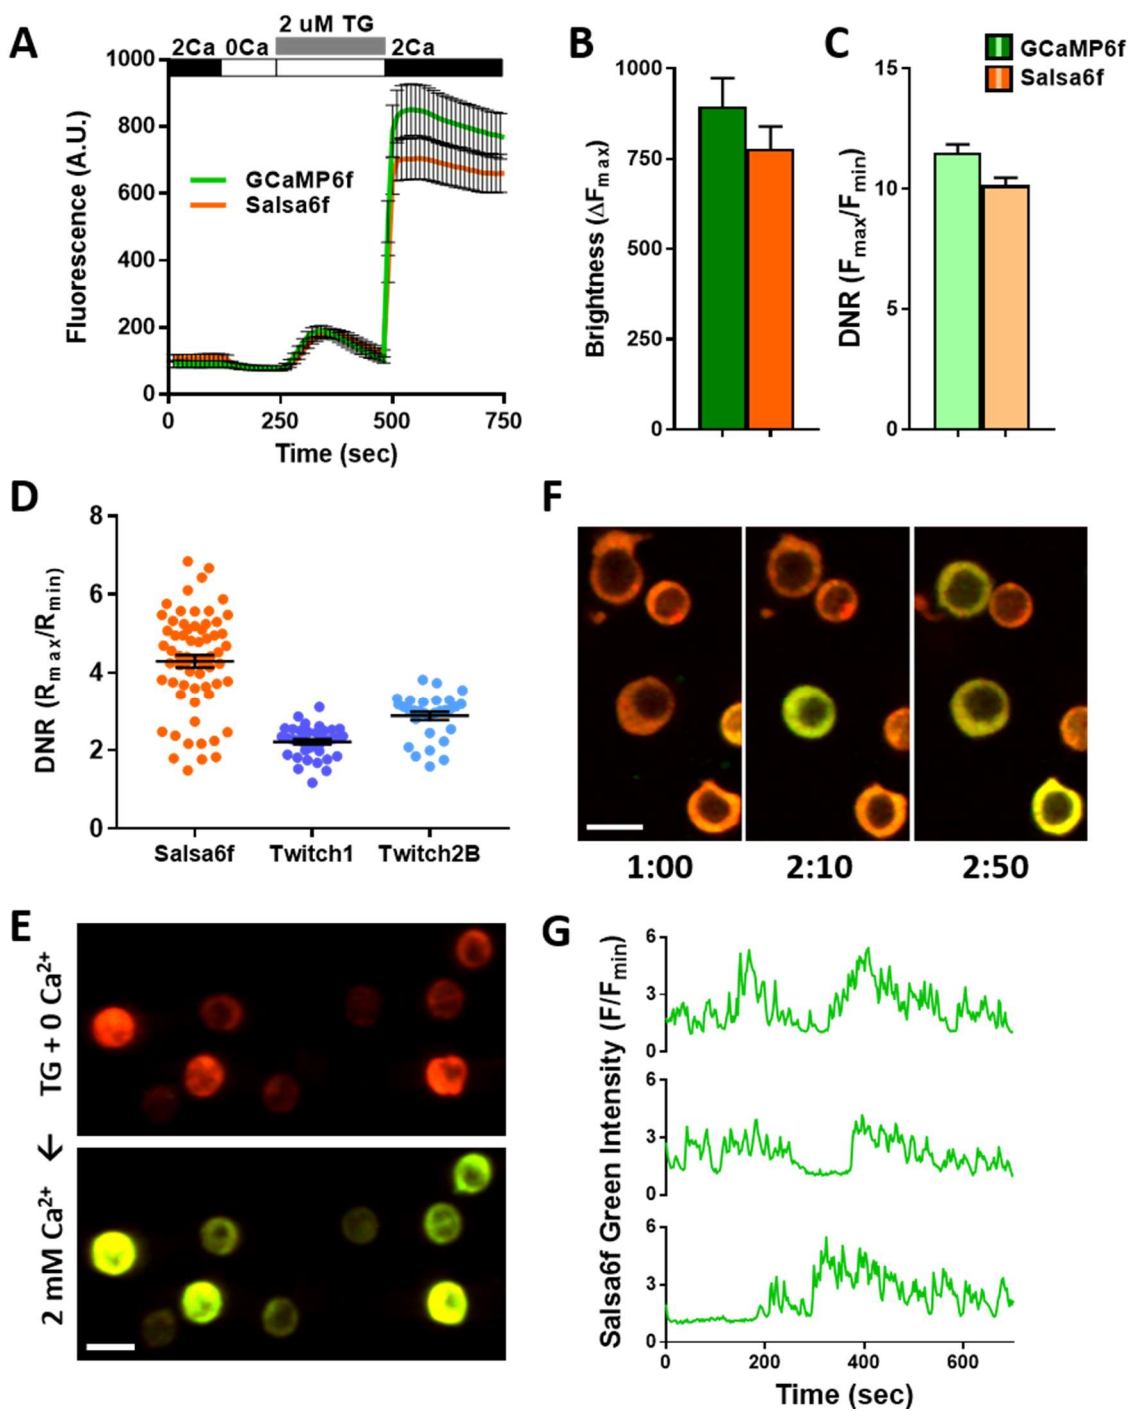 A
2 uM TG
2Ca 0Ca 2Ca
1000
800
600
400
200
0
Fluorescence (A.U.)
GCaMP6f
Salsa6f
0 250 500 750
Time (sec)
B
1000
750
500
250
0
Brightness (ΔFmax)
C
GCaMP6f
Salsa6f
15
10
5
0
DNR (Fmax/Fmin)
D
8
6
4
2
0
DNR (Rmax/Rmin)
Salsa6f Twitch1 Twitch2B
F
1:00 2:10 2:50
E
TG + 0 Ca2+
2 mM Ca2+ ←
G
Salsa6f Green Intensity (F/Fmin)
6
3
0
6
3
0
6
3
0
0 200 400 600
Time (sec)